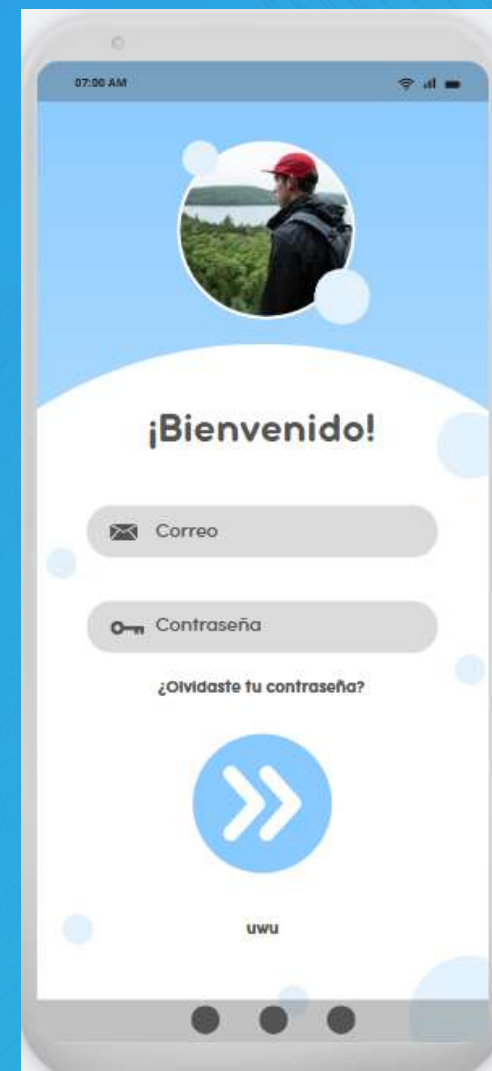 07:00 AM
¡Bienvenido!
Correo
Contraseña
¿Olvidaste tu contraseña?
uwu